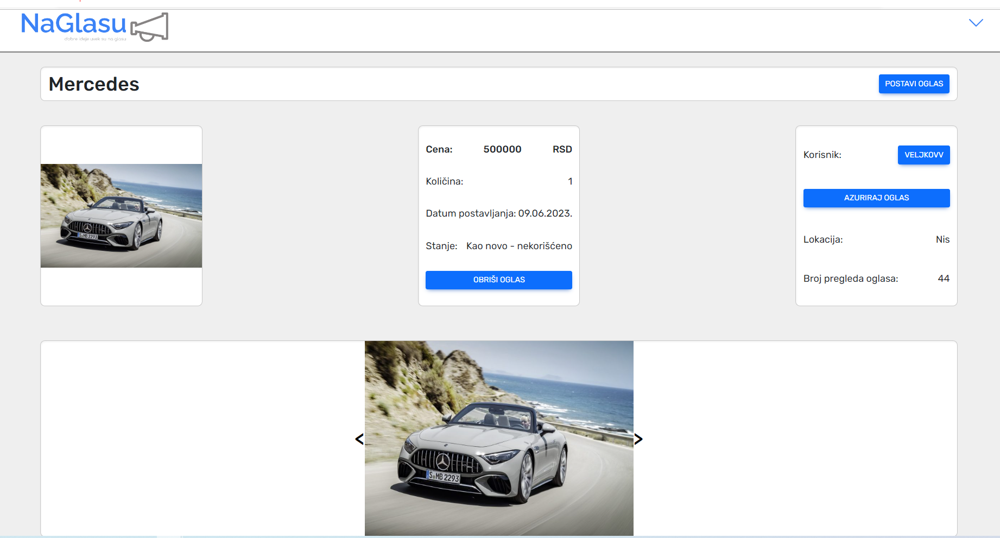 NaGlasu
dobre ideje uvek su na glasu
Mercedes
POSTAVI OGLAS
Cena: 500000 RSD
Količina: 1
Datum postavljanja: 09.06.2023.
Stanje: Kao novo - nekorišćeno
OBRIŠI OGLAS
Korisnik: VELJKOVV
AZURIRAJ OGLAS
Lokacija: Nis
Broj pregleda oglasa: 44
S MB 2293
< >
S MB 2293